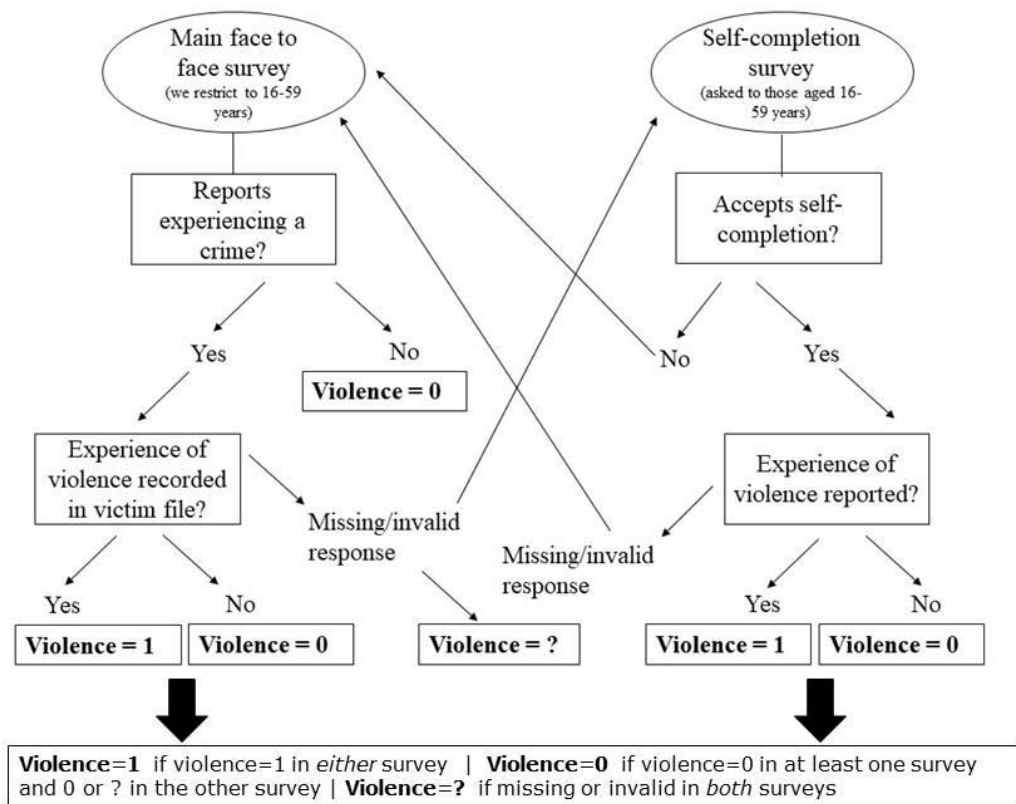 Main face to
face survey
(we restrict to 16-59
years)
Self-completion
survey
(asked to those aged 16-
59 years)
Reports
experiencing a
crime?
Accepts self-
completion?
Yes
No
Violence = 0
No
Yes
Experience of
violence recorded
in victim file?
Missing/invalid
response
Missing/invalid
response
Experience of
violence reported?
Yes
No
Violence = 1
Violence = 0
Violence = ?
Yes
No
Violence = 1
Violence = 0
Violence=1 if violence=1 in either survey | Violence=0 if violence=0 in at least one survey
and 0 or ? in the other survey | Violence=? if missing or invalid in both surveys